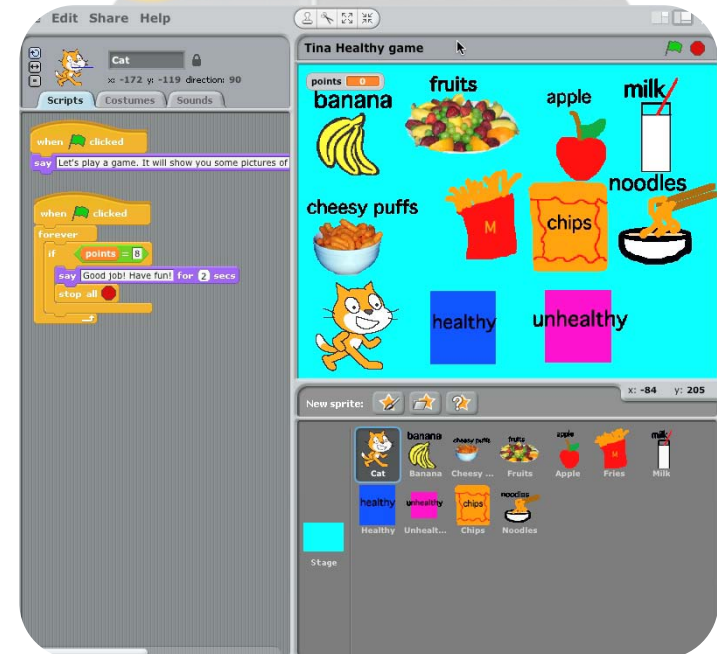 Edit Share Help
Cat
x: -172 y: -119 direction: 90
Scripts Costumes Sounds
when clicked
say Let's play a game. It will show you some pictures of
when clicked
forever
if points = 8
say Good job! Have fun! for 2 secs
stop all
Tina Healthy game
points 0
banana
fruits
apple
milk
cheesy puffs
M
chips
noodles
healthy
unhealthy
x: -84 y: 205
New sprite:
Stage
banana
cheesy puffs
fruits
apple
M
milk
Cat Banana Cheesy ... Fruits Apple Fries Milk
healthy
unhealthy
chips
noodles
Healthy Unhealt... Chips Noodles